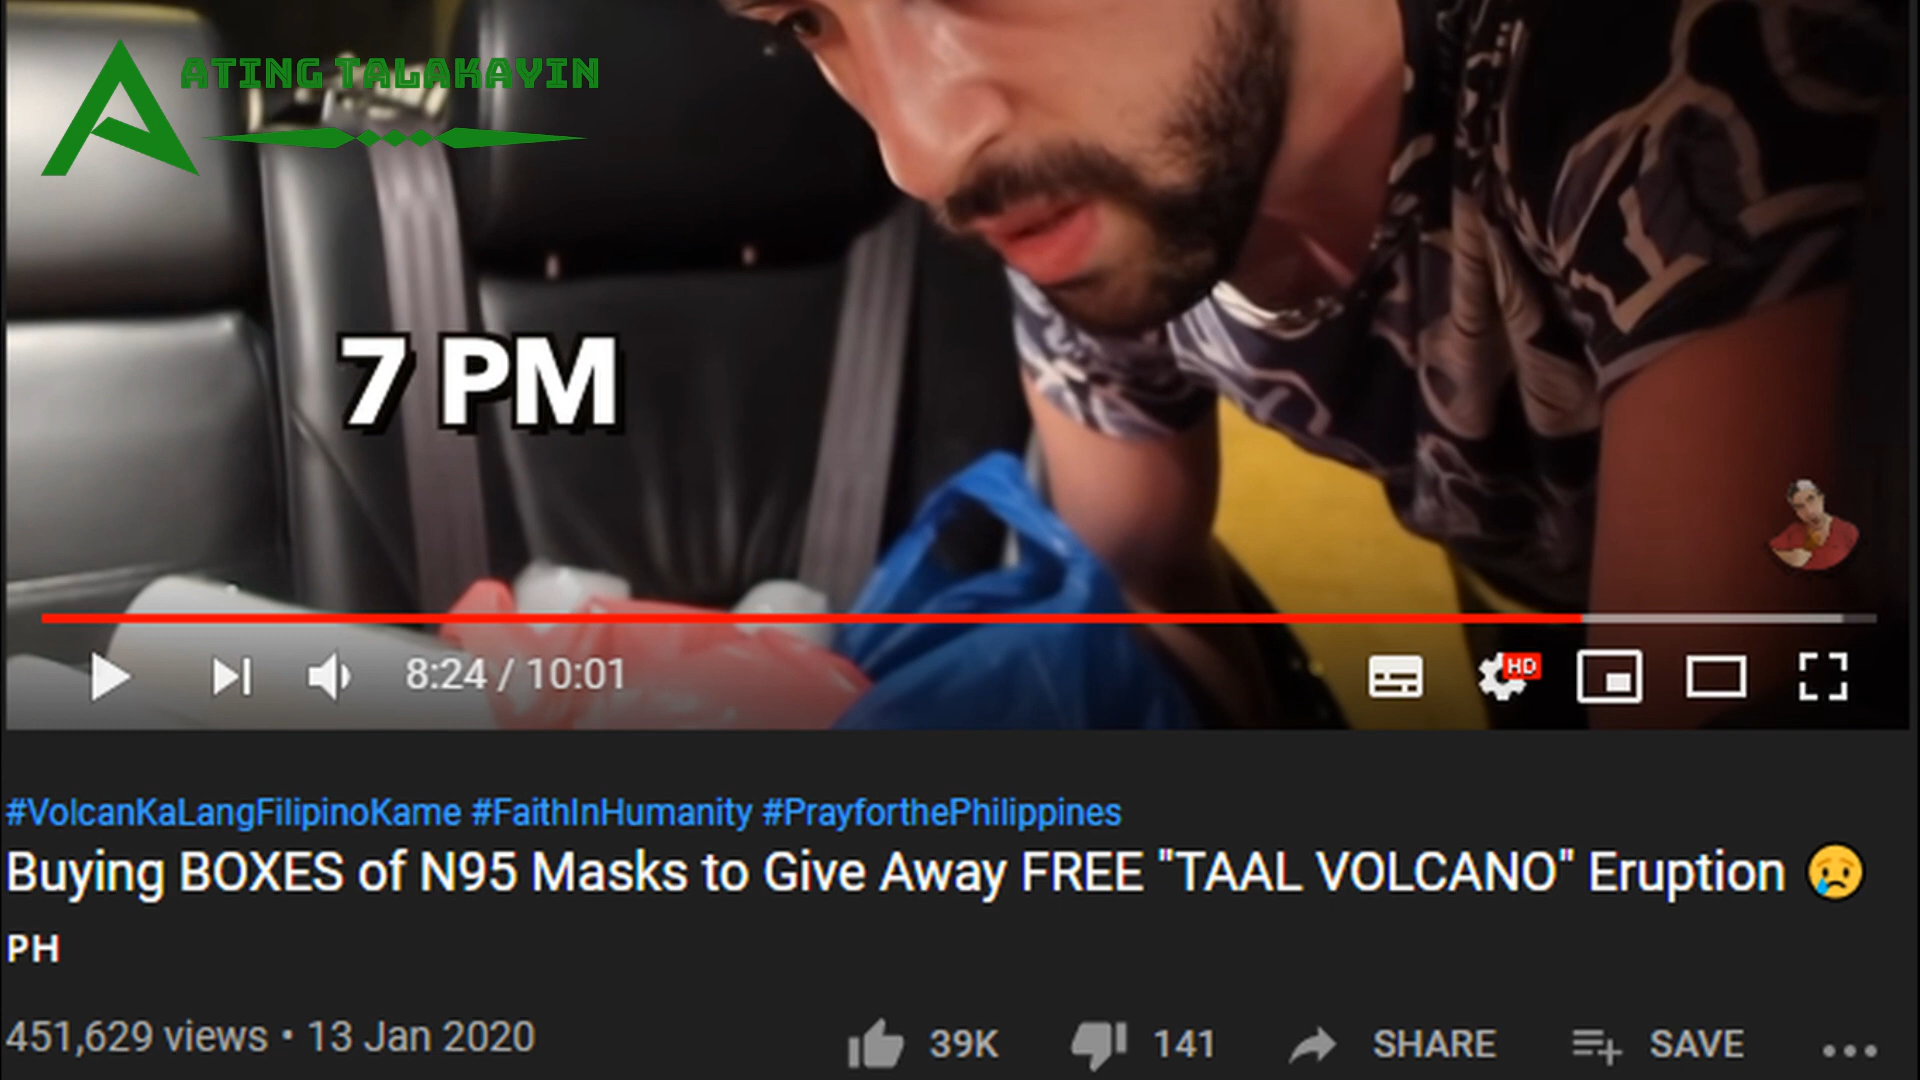 ATING TALAKAYIN
7 PM
8:24 / 10:01
HD
#VolcanKaLangFilipinoKame #FaithInHumanity #PrayforthePhilippines
Buying BOXES of N95 Masks to Give Away FREE "TAAL VOLCANO" Eruption 😥
PH
451,629 views • 13 Jan 2020 39K 141 SHARE SAVE